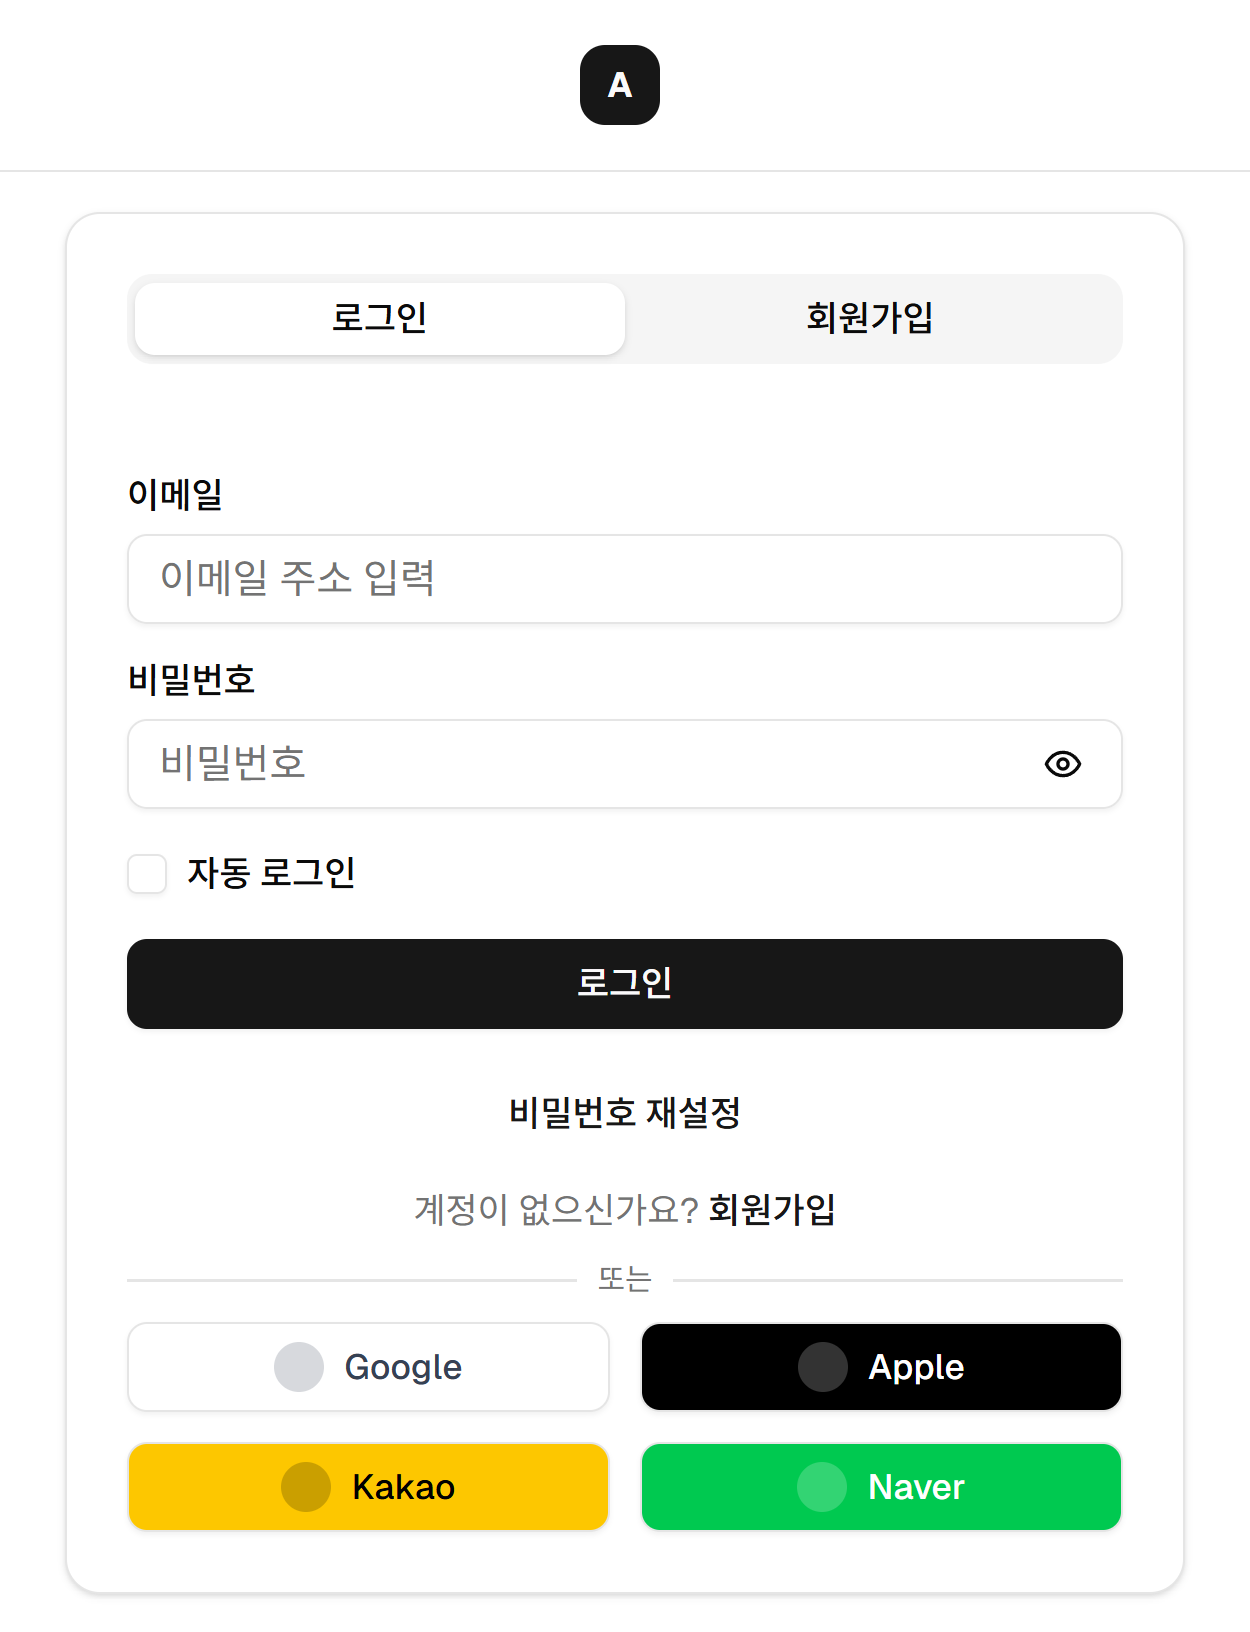 A
로그인 회원가입
이메일
이메일 주소 입력
비밀번호
비밀번호
자동 로그인
로그인
비밀번호 재설정
계정이 없으신가요? 회원가입
또는
Google Apple
Kakao Naver